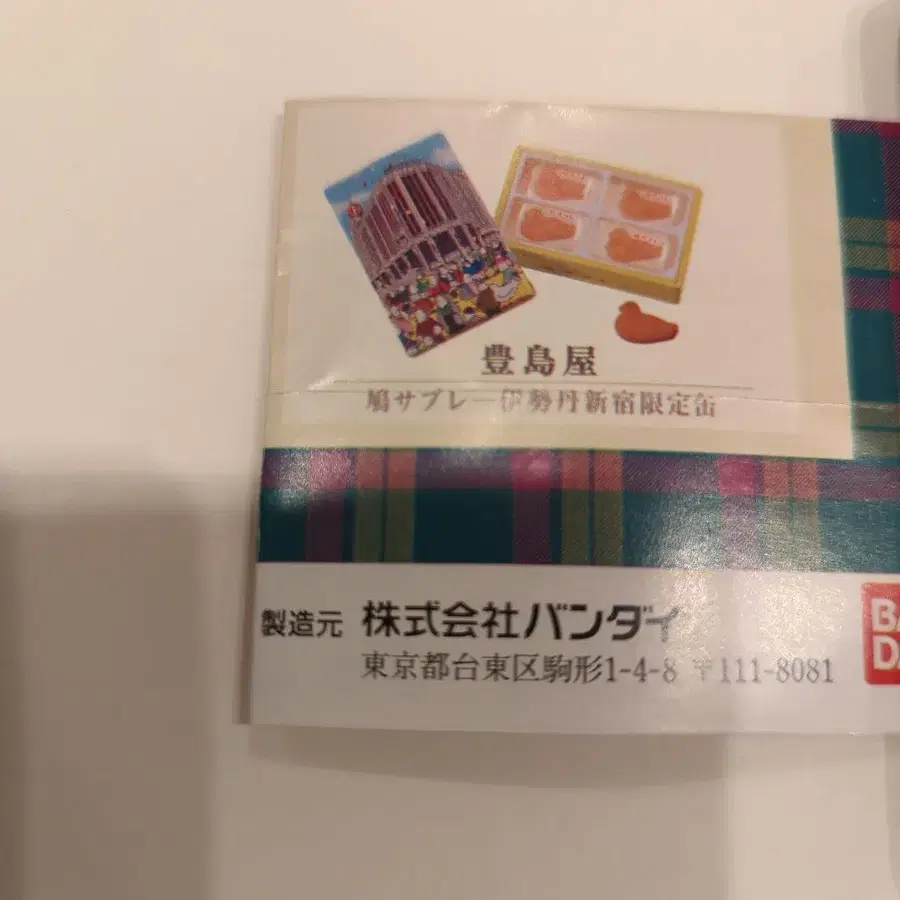 豊島屋
鳩サブレー伊勢丹新宿限定缶
製造元 株式会社バンダイ
東京都台東区駒形1-4-8 〒111-8081
BA
DA